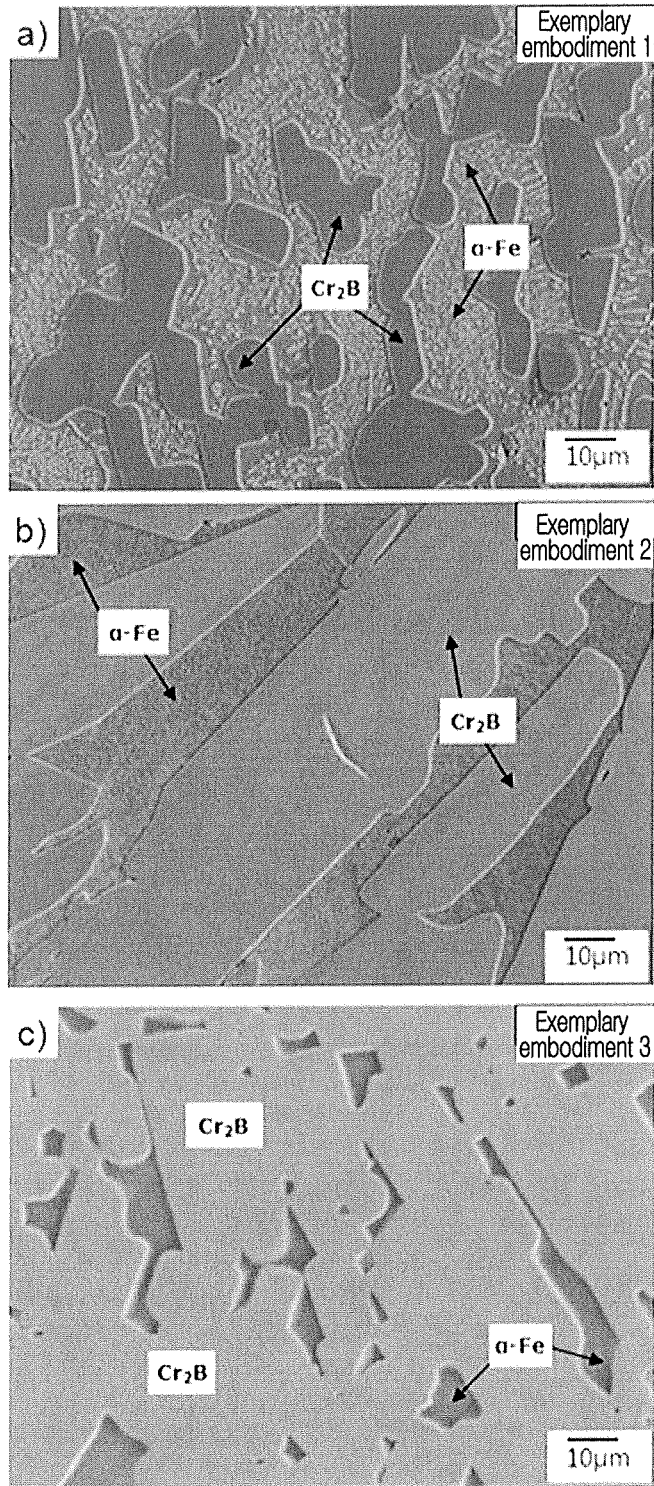 a)
Exemplary
embodiment 1
α-Fe
Cr₂B
10μm
b)
Exemplary
embodiment 2
α-Fe
Cr₂B
10μm
c)
Exemplary
embodiment 3
Cr₂B
α-Fe
Cr₂B
10μm